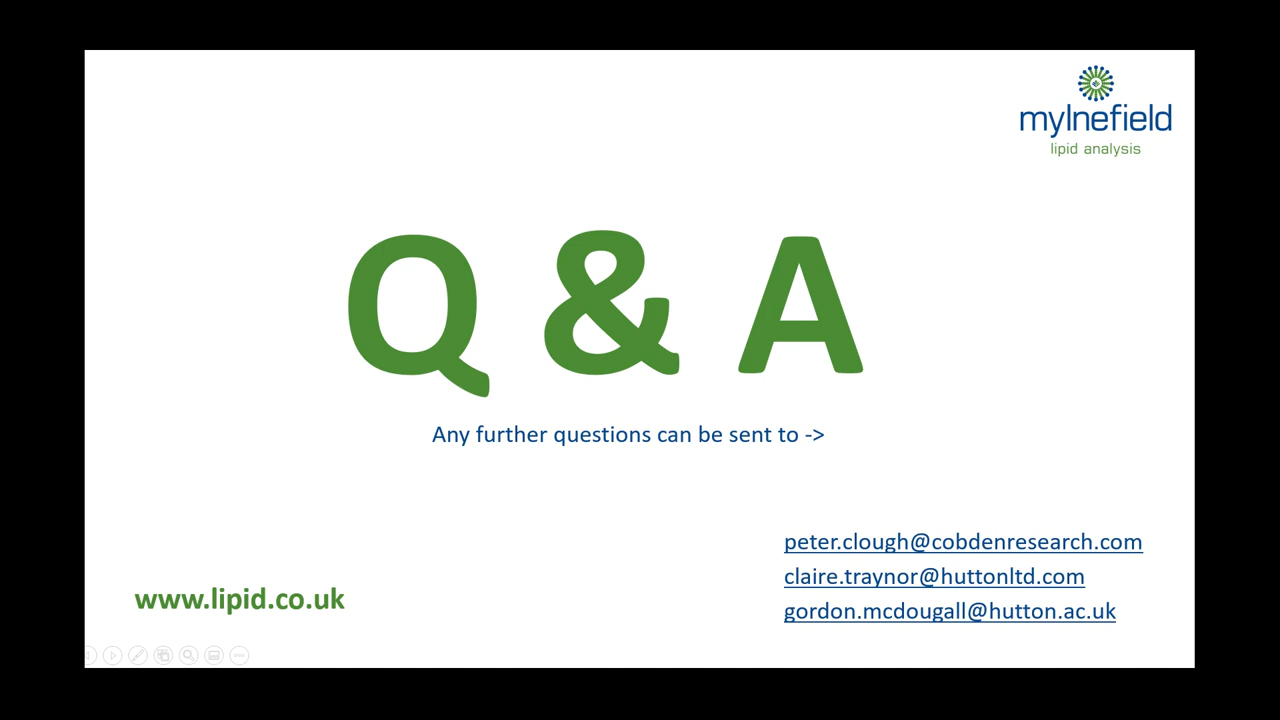 mylnefield
lipid analysis
Q & A
Any further questions can be sent to ->
peter.clough@cobdenresearch.com
claire.traynor@huttonltd.com
gordon.mcdougall@hutton.ac.uk
www.lipid.co.uk